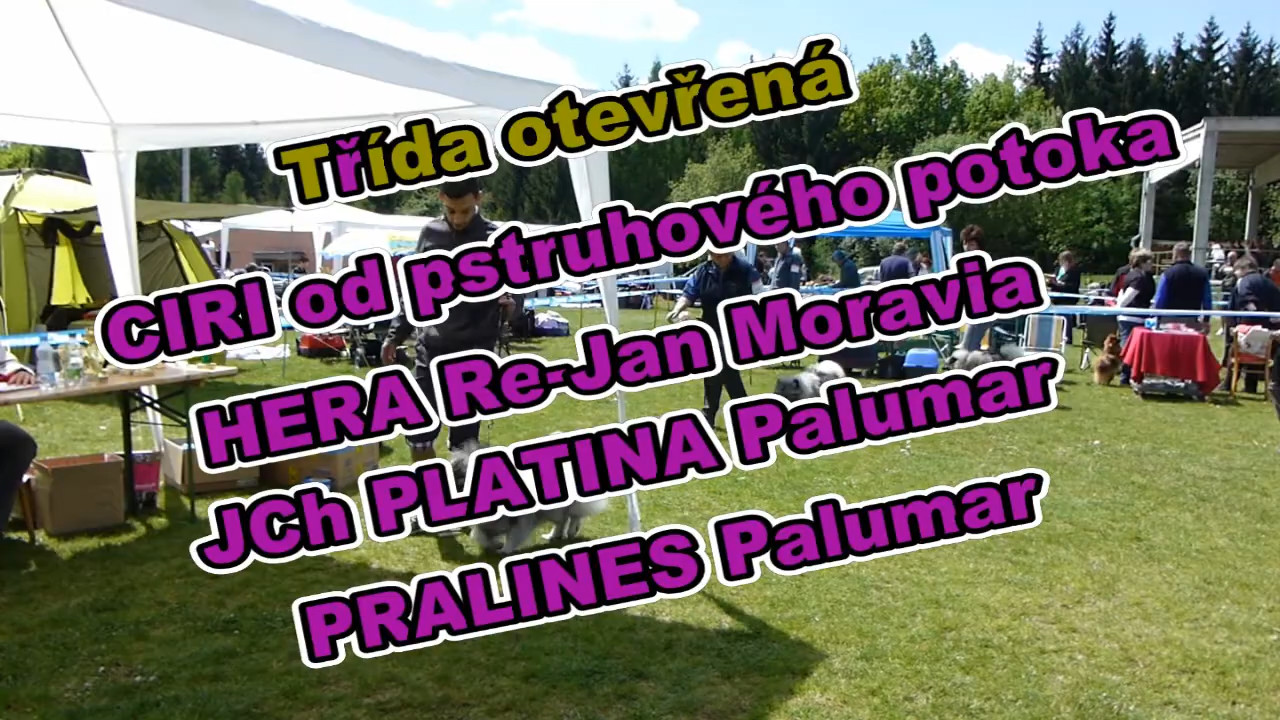 Třída otevřená
CIRI od pstruhového potoka
HERA Re-Jan Moravia
JCh PLATINA Palumar
PRALINES Palumar